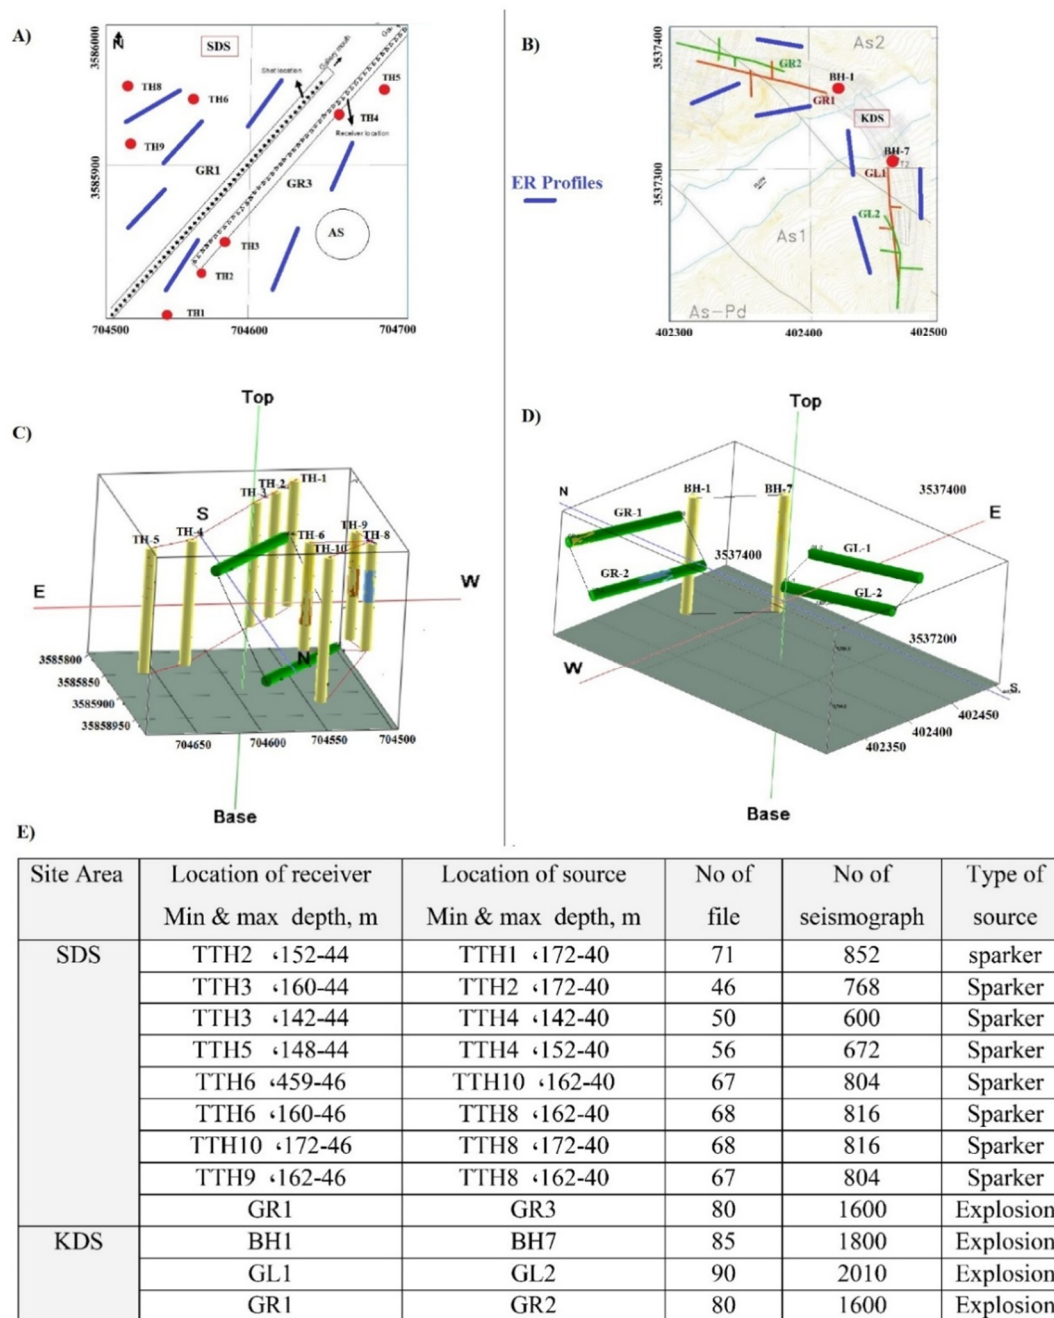 A)
3586000
3585900
N
SDS
Shot location
Gallery mouth
TH5
TH8
TH6
TH4
Receiver location
TH9
GR1
GR3
AS
TH3
TH2
TH1
704500
704600
704700
B)
3537400
3537300
As2
GR2
BH-1
GR1
KDS
BH-7
GL1
GL2
As1
As-Pd
402300
402400
402500
ER Profiles
C)
Top
TH-1
TH-2
TH-3
S
TH-5
TH-4
TH-6
TH-9
TH-8
TH-10
E
W
N
3585800
3585850
3585900
35858950
704650
704600
704550
704500
Base
D)
Top
N
BH-1
BH-7
3537400
E
GR-1
3537400
GL-1
GR-2
GL-2
W
3537200
S
402450
402400
402350
Base
E)
Site Area Location of receiver Location of source No of No of Type of
Min & max depth, m Min & max depth, m file seismograph source
SDS TTH2 ،152-44 TTH1 ،172-40 71 852 sparker
TTH3 ،160-44 TTH2 ،172-40 46 768 Sparker
TTH3 ،142-44 TTH4 ،142-40 50 600 Sparker
TTH5 ،148-44 TTH4 ،152-40 56 672 Sparker
TTH6 ،459-46 TTH10 ،162-40 67 804 Sparker
TTH6 ،160-46 TTH8 ،162-40 68 816 Sparker
TTH10 ،172-46 TTH8 ،172-40 68 816 Sparker
TTH9 ،162-46 TTH8 ،162-40 67 804 Sparker
GR1 GR3 80 1600 Explosion
KDS BH1 BH7 85 1800 Explosion
GL1 GL2 90 2010 Explosion
GR1 GR2 80 1600 Explosion